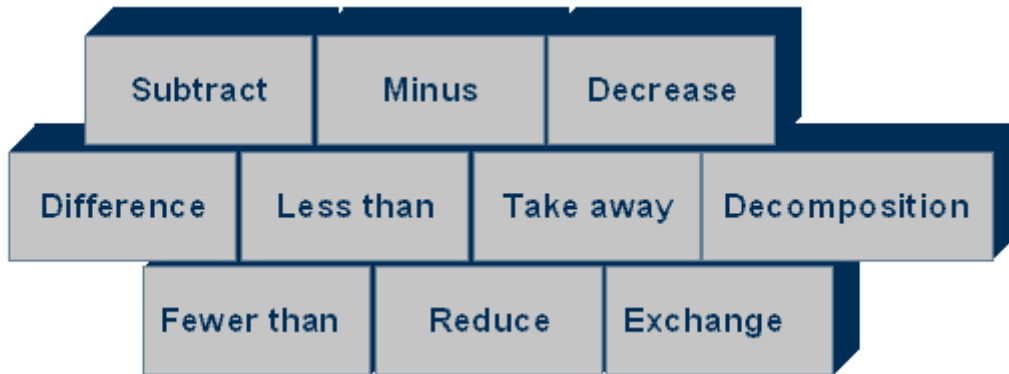 Subtract Minus Decrease
Difference Less than Take away Decomposition
Fewer than Reduce Exchange